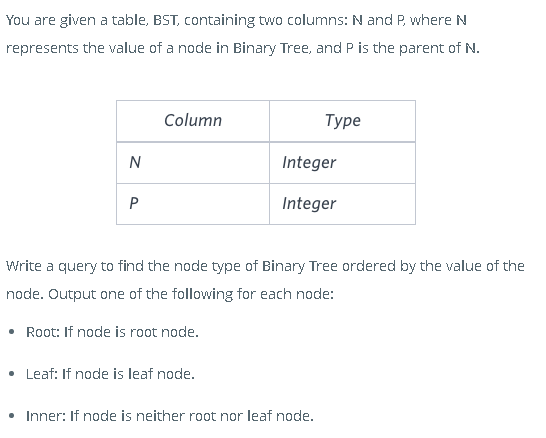 You are given a table, BST, containing two columns: N and P, where N
represents the value of a node in Binary Tree, and P is the parent of N.
Column Type
N Integer
P Integer
Write a query to find the node type of Binary Tree ordered by the value of the
node. Output one of the following for each node:
• Root: If node is root node.
• Leaf: If node is leaf node.
• Inner: If node is neither root nor leaf node.